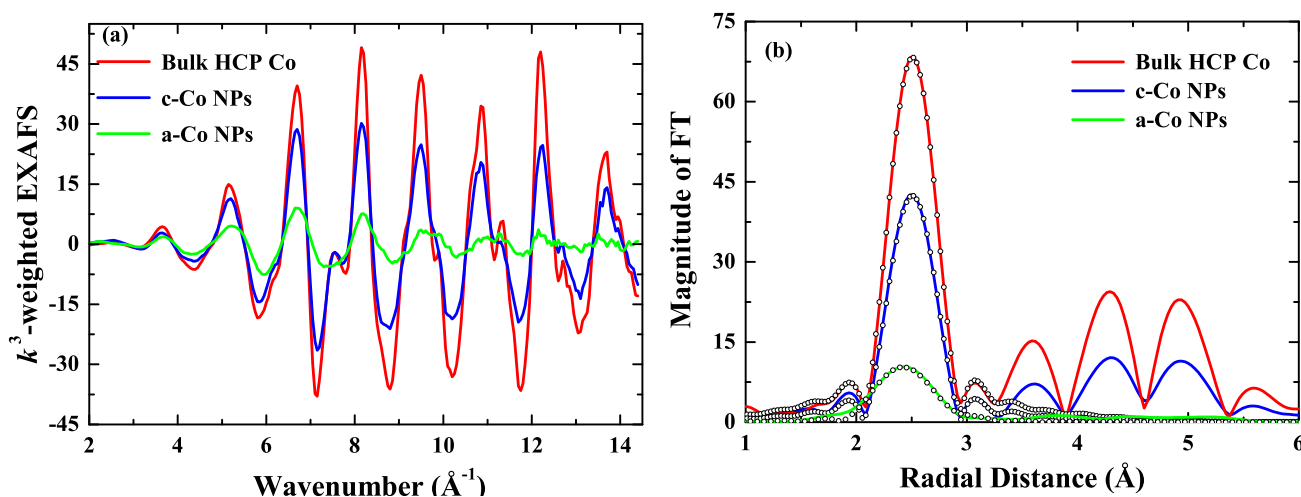 (a)
Bulk HCP Co
c-Co NPs
a-Co NPs
k³-weighted EXAFS
45
30
15
0
-15
-30
-45
2 4 6 8 10 12 14
Wavenumber (Å⁻¹)
(b)
Bulk HCP Co
c-Co NPs
a-Co NPs
Magnitude of FT
75
60
45
30
15
0
1 2 3 4 5 6
Radial Distance (Å)